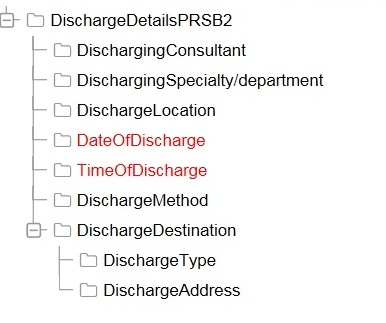 DischargeDetailsPRSB2
DischargingConsultant
DischargingSpecialty/department
DischargeLocation
DateOfDischarge
TimeOfDischarge
DischargeMethod
DischargeDestination
DischargeType
DischargeAddress